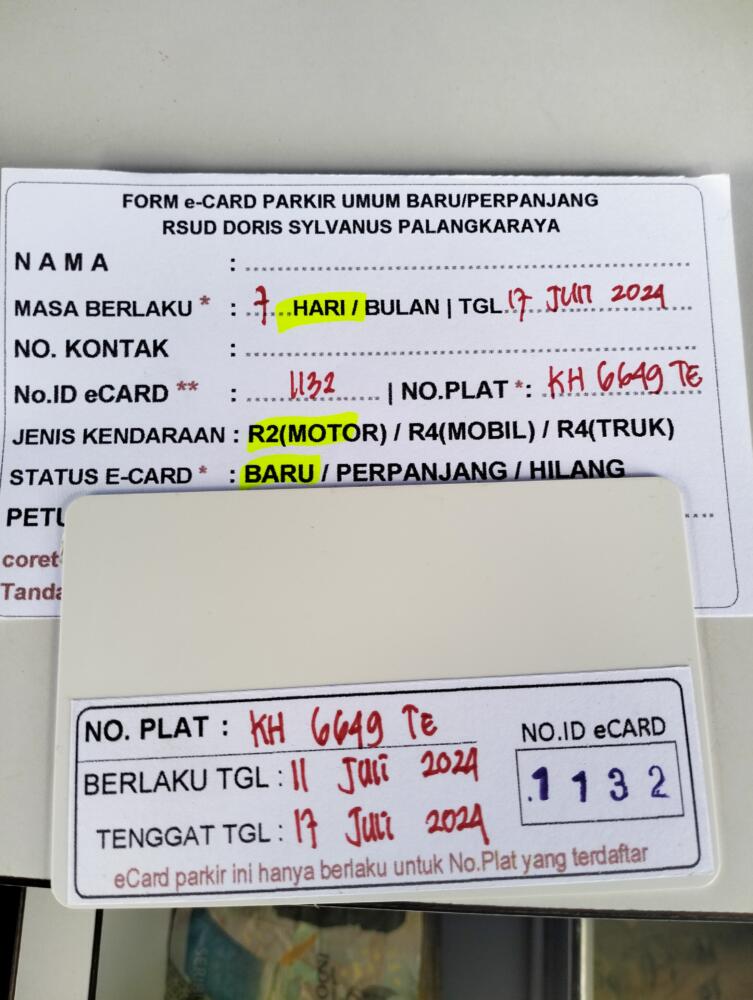 FORM e-CARD PARKIR UMUM BARU/PERPANJANG
RSUD DORIS SYLVANUS PALANGKARAYA
N A M A :
MASA BERLAKU * : 7 HARI / BULAN | TGL 17 JULI 2024
NO. KONTAK :
No.ID eCARD ** : 1132 | NO.PLAT *: KH 6649 TE
JENIS KENDARAAN : R2(MOTOR) / R4(MOBIL) / R4(TRUK)
STATUS E-CARD * : BARU / PERPANJANG / HILANG
PETU
coret
Tanda
NO. PLAT : KH 6649 TE
BERLAKU TGL : 11 Juli 2024
TENGGAT TGL : 17 Juli 2024
NO.ID eCARD
1132
eCard parkir ini hanya berlaku untuk No.Plat yang terdaftar